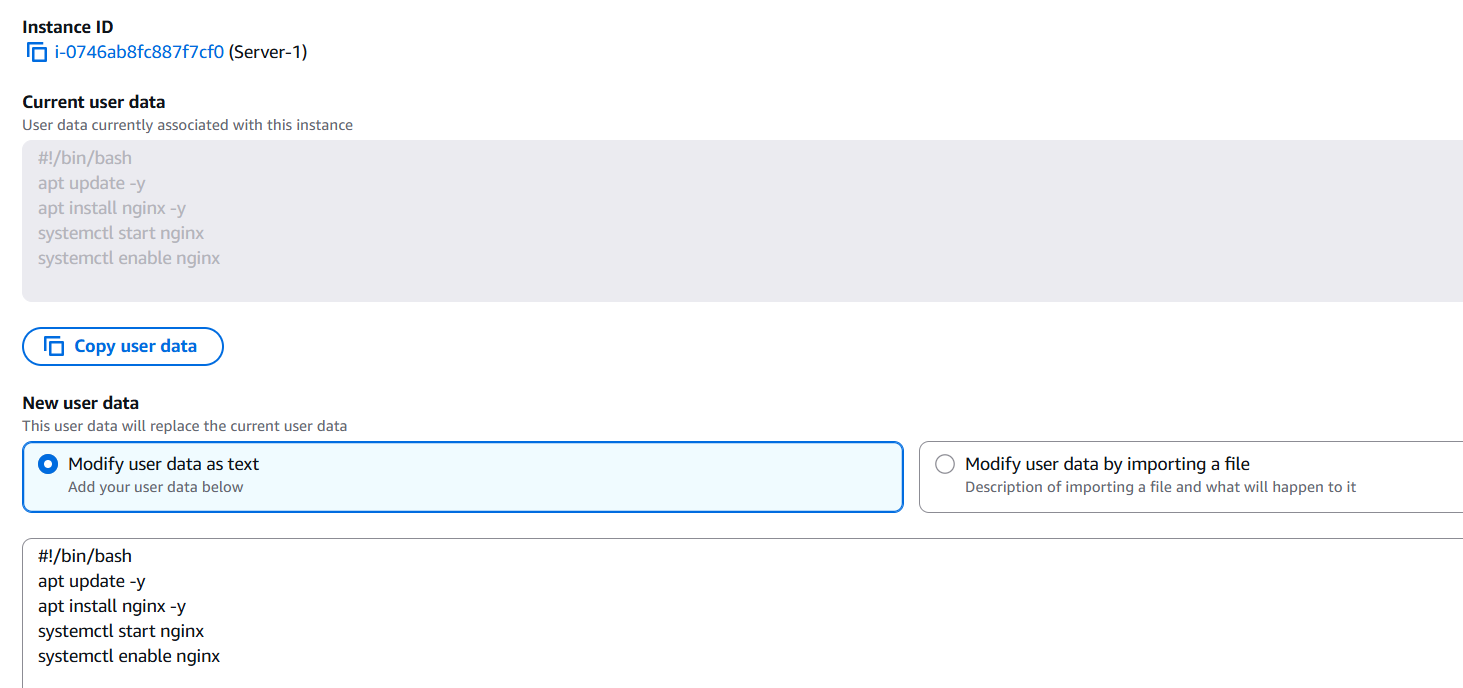 Instance ID
i-0746ab8fc887f7cf0 (Server-1)
Current user data
User data currently associated with this instance
#!/bin/bash
apt update -y
apt install nginx -y
systemctl start nginx
systemctl enable nginx
Copy user data
New user data
This user data will replace the current user data
Modify user data as text
Add your user data below
Modify user data by importing a file
Description of importing a file and what will happen to it
#!/bin/bash
apt update -y
apt install nginx -y
systemctl start nginx
systemctl enable nginx